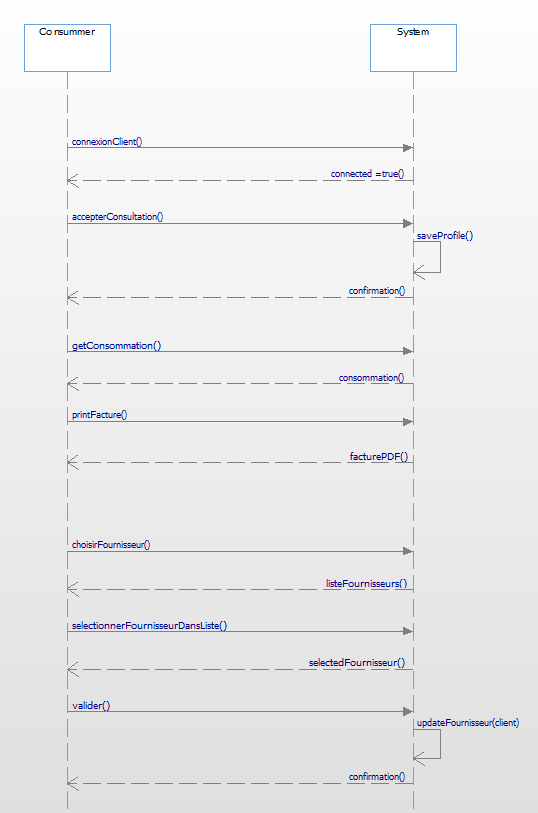 Consummer
System
connexionClient()
connected =true()
accepterConsultation()
saveProfile()
confirmation()
getConsommation()
consommation()
printFacture()
facturePDF()
choisirFournisseur()
listeFournisseurs()
selectionnerFournisseurDansListe()
selectedFournisseur()
valider()
updateFournisseur(client)
confirmation()